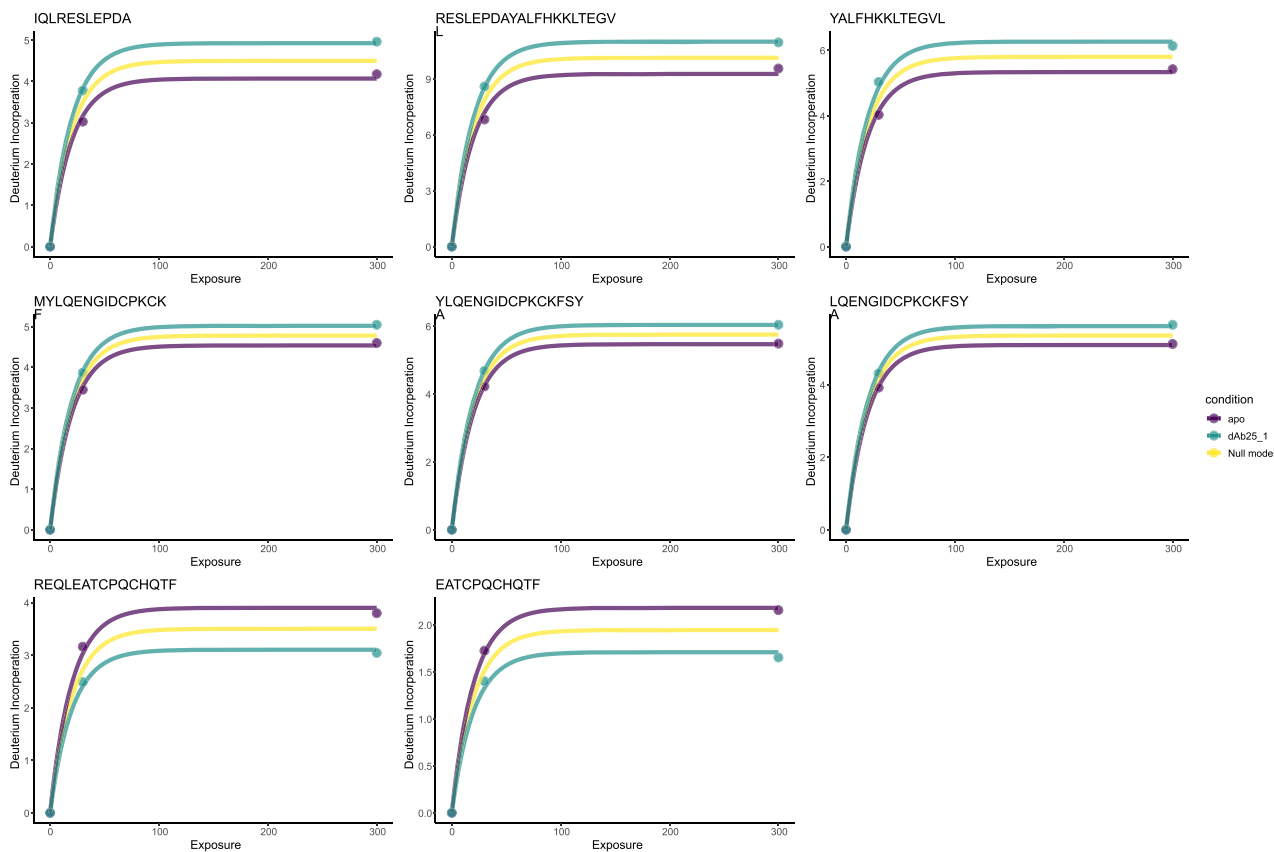 IQLRESLEPDA
5
4
3
2
1
0
Deuterium Incorperation
0 100 200 300
Exposure
RESLEPDAYALFHKKLTEGV
L
9
6
3
0
Deuterium Incorperation
0 100 200 300
Exposure
YALFHKKLTEGVL
6
4
2
0
Deuterium Incorperation
0 100 200 300
Exposure
MYLQENGIDCPKCK
F
5
4
3
2
1
0
Deuterium Incorperation
0 100 200 300
Exposure
YLQENGIDCPKCKFSY
A
6
4
2
0
Deuterium Incorperation
0 100 200 300
Exposure
LQENGIDCPKCKFSY
A
4
2
0
Deuterium Incorperation
0 100 200 300
Exposure
condition
apo
dAb25_1
Null mode
REQLEATCPQCHQTF
4
3
2
1
0
Deuterium Incorperation
0 100 200 300
Exposure
EATCPQCHQTF
2.0
1.5
1.0
0.5
0.0
Deuterium Incorperation
0 100 200 300
Exposure